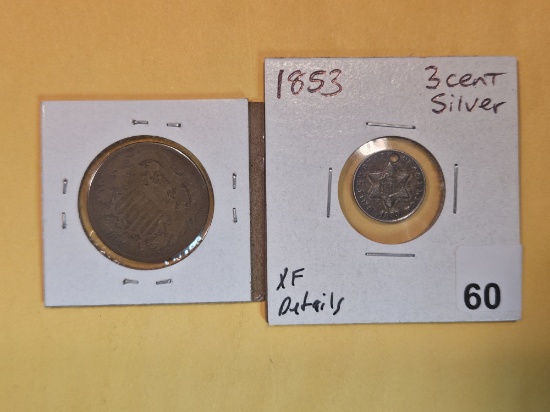 1853
3 cent
Silver
XF
Details
60